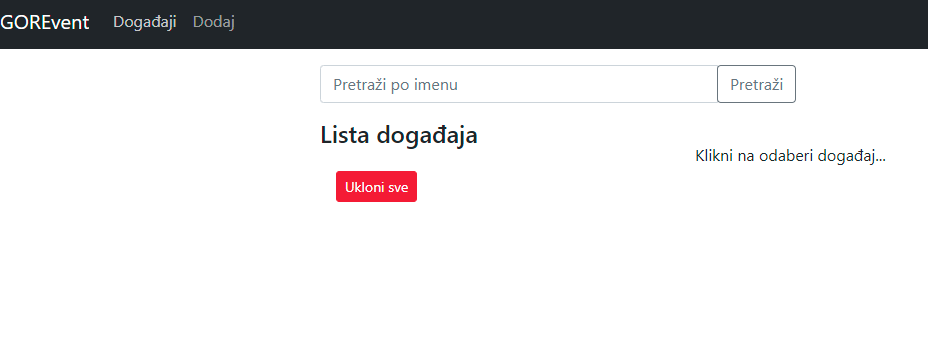 GOREvent Događaji Dodaj
Pretraži po imenu Pretraži
Lista događaja
Klikni na odaberi događaj...
Ukloni sve